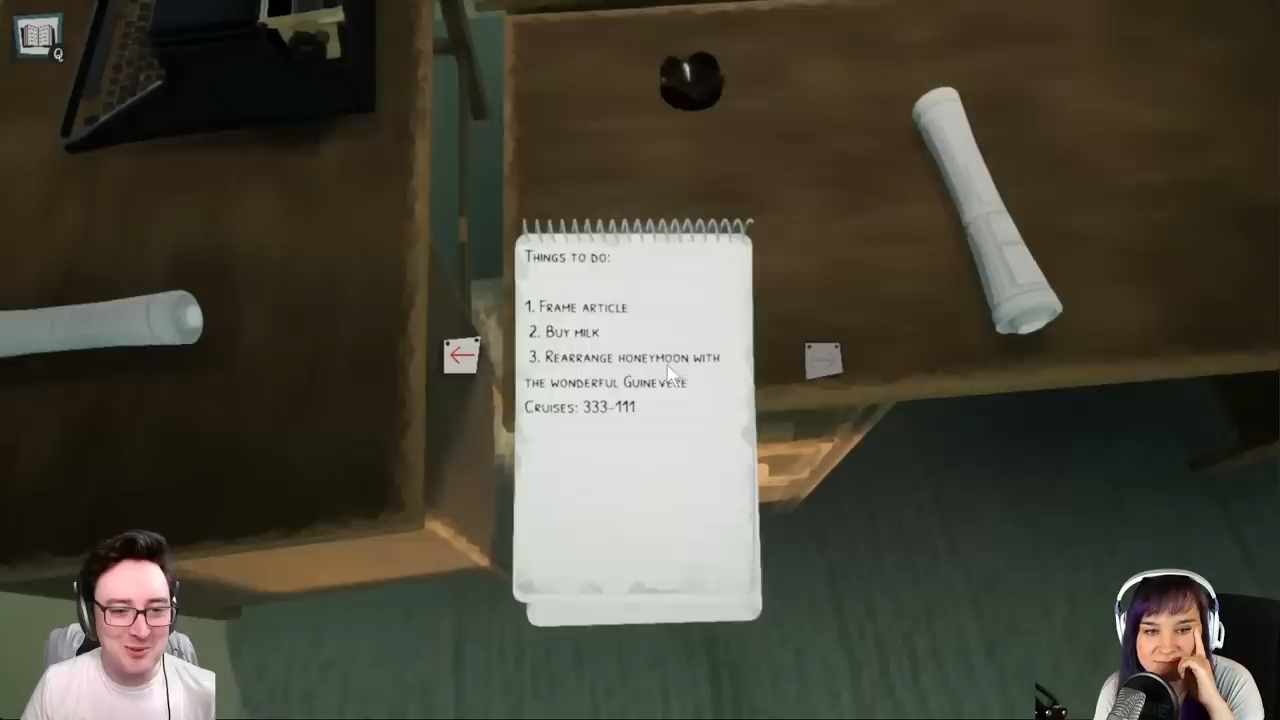 Q
Things to do:
1. Frame article
2. Buy milk
3. Rearrange honeymoon with
the wonderful Guinevere
Cruises: 333-111